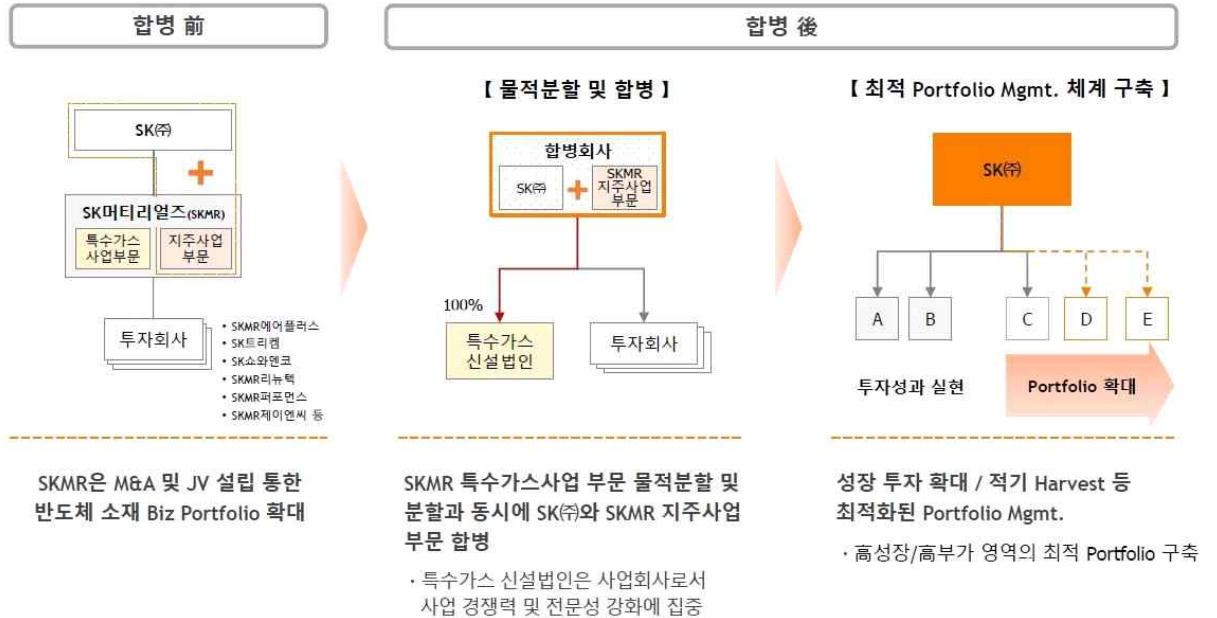 합병 前
SK㈜
+
SK머티리얼즈(SKMR)
특수가스
사업부문
지주사업
부문
투자회사
• SKMR에어플러스
• SK트리켐
• SK쇼와덴코
• SKMR리뉴텍
• SKMR퍼포먼스
• SKMR제이엔씨 등
SKMR은 M&A 및 JV 설립 통한
반도체 소재 Biz Portfolio 확대
합병 後
【 물적분할 및 합병 】
합병회사
SK㈜
+
SKMR
지주사업
부문
100%
특수가스
신설법인
투자회사
SKMR 특수가스사업 부문 물적분할 및
분할과 동시에 SK㈜와 SKMR 지주사업
부문 합병
· 특수가스 신설법인은 사업회사로서
사업 경쟁력 및 전문성 강화에 집중
【 최적 Portfolio Mgmt. 체계 구축 】
SK㈜
A B C D E
투자성과 실현
Portfolio 확대
성장 투자 확대 / 적기 Harvest 등
최적화된 Portfolio Mgmt.
· 高성장/高부가 영역의 최적 Portfolio 구축